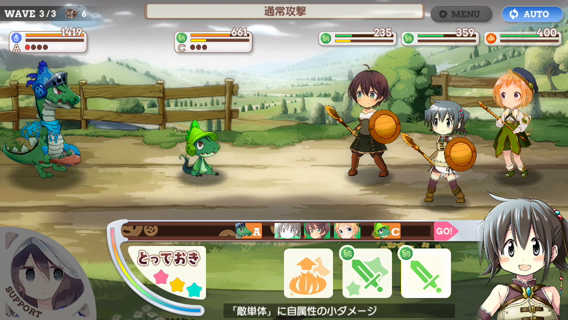 WAVE 3/3 6
通常攻撃
MENU
AUTO
1419
A
661
C
235
359
400
A
C
GO!
とっておき
SUPPORT
「敵単体」に自属性の小ダメージ